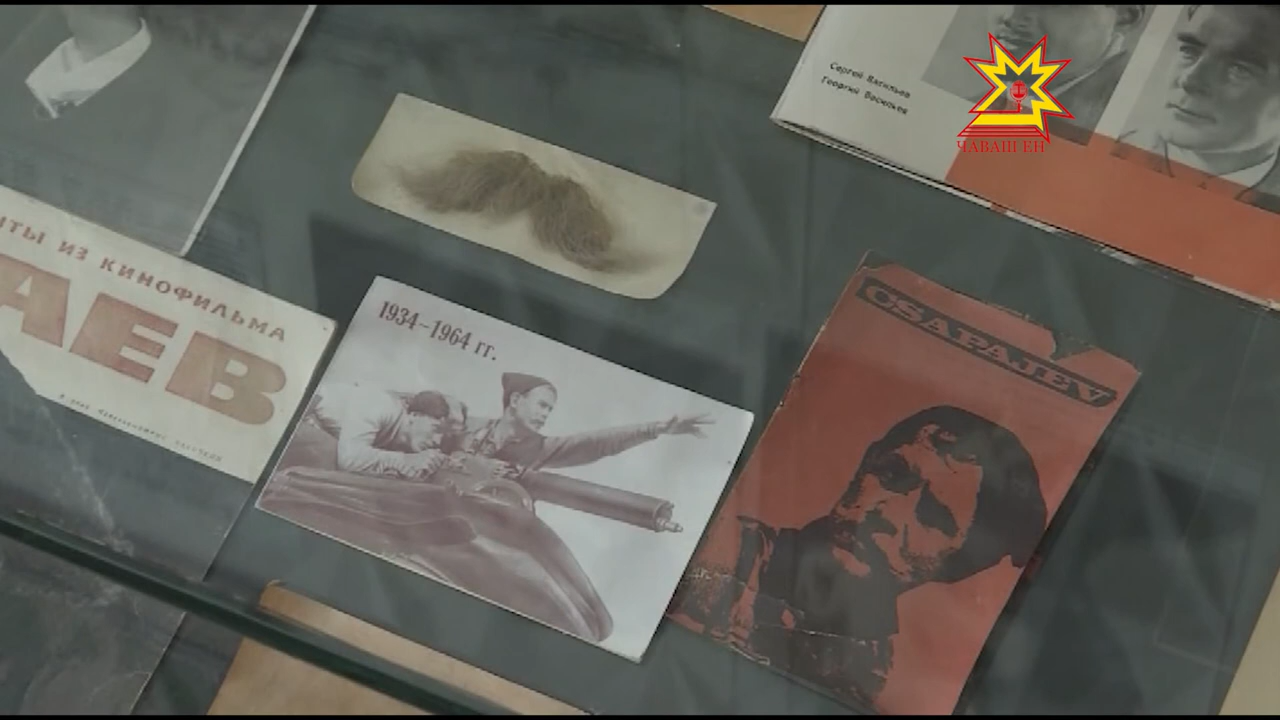 Сергей Васильев
Георгий Васильев
ЧĂВАШ ЕН
ТЫ ИЗ КИНОФИЛЬМА
АЕВ
1934–1964 гг.
CSAPAJEV